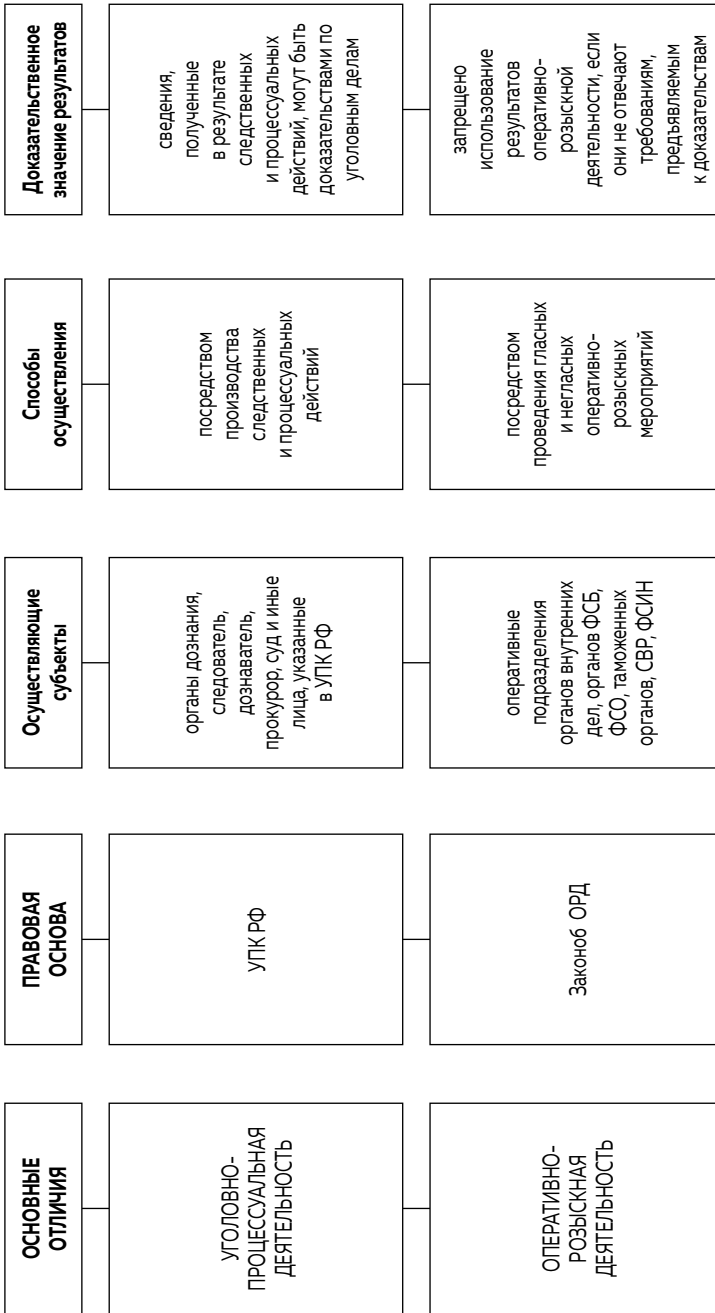 ОСНОВНЫЕ
ОТЛИЧИЯ
ПРАВОВАЯ
ОСНОВА
Осуществляющие
субъекты
Способы
осуществления
Доказательственное
значение результатов
УГОЛОВНО-
ПРОЦЕССУАЛЬНАЯ
ДЕЯТЕЛЬНОСТЬ
УПК РФ
органы дознания,
следователь,
дознаватель,
прокурор, суд и иные
лица, указанные
в УПК РФ
посредством
производства
следственных
и процессуальных
действий
сведения,
полученные
в результате
следственных
и процессуальных
действий, могут быть
доказательствами по
уголовным делам
ОПЕРАТИВНО-
РОЗЫСКНАЯ
ДЕЯТЕЛЬНОСТЬ
Законоб ОРД
оперативные
подразделения
органов внутренних
дел, органов ФСБ,
ФСО, таможенных
органов, СВР, ФСИН
посредством
проведения гласных
и негласных
оперативно-
розыскных
мероприятий
запрещено
использование
результатов
оперативно-
розыскной
деятельности, если
они не отвечают
требованиям,
предъявляемым
к доказательствам